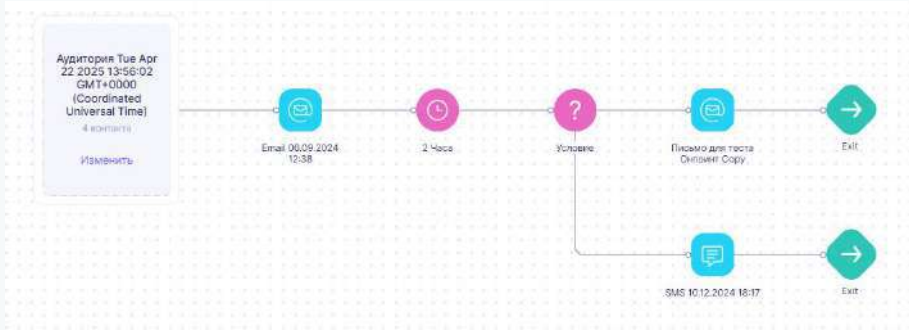 Аудитория Tue Apr
22 2025 13:56:02
GMT+0000
(Coordinated
Universal Time)
4 контакта
Изменить
Email 06.09.2024
12:38
2 Часа
?
Условие
Письмо для теста
Онлвинг Copy
Exit
SMS 10.12.2024 18:17
Exit